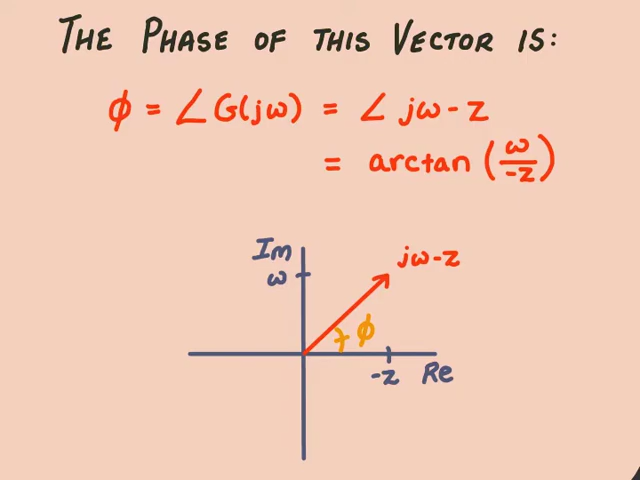 THE PHASE OF THIS VECTOR IS:
ϕ = ∠ G(jω) = ∠ jω - z
= arctan (ω/-z)
Im
ω
jω - z
ϕ
-z
Re